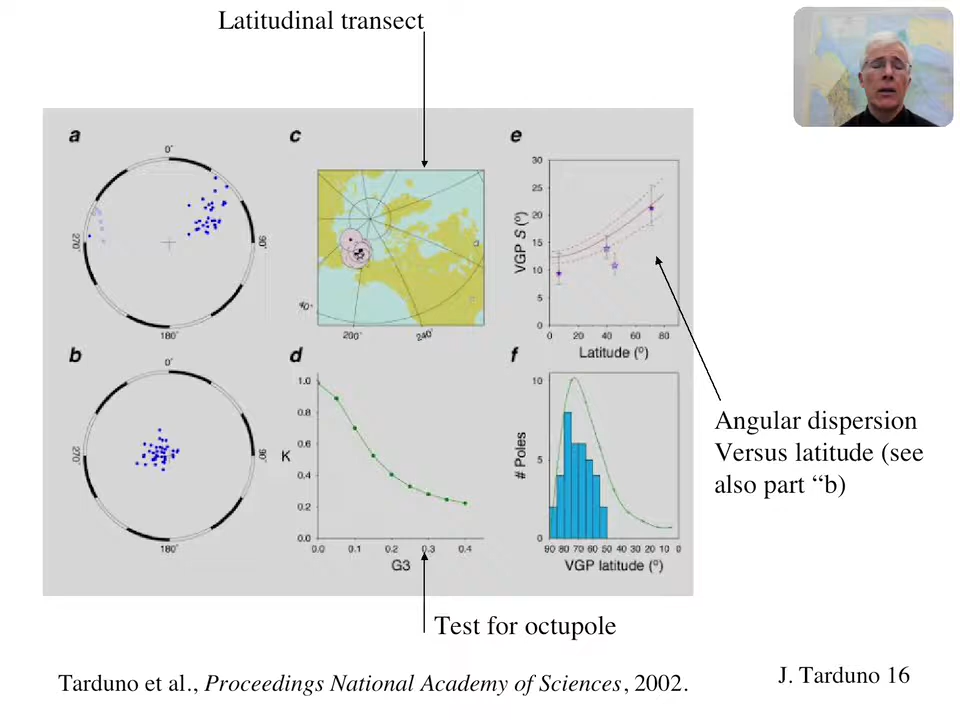 Latitudinal transect
a
0°
90°
180°
270°
b
0°
90°
180°
270°
c
40°
200°
240°
d
K
1.0
0.8
0.6
0.4
0.2
0.0
0.0 0.1 0.2 0.3 0.4
G3
e
VGP S (°)
30
25
20
15
10
5
0
0 20 40 60 80
Latitude (°)
f
# Poles
10
5
0
90 80 70 60 50 40 30 20 10 0
VGP latitude (°)
Angular dispersion
Versus latitude (see
also part “b)
Test for octupole
Tarduno et al., Proceedings National Academy of Sciences, 2002.
J. Tarduno 16